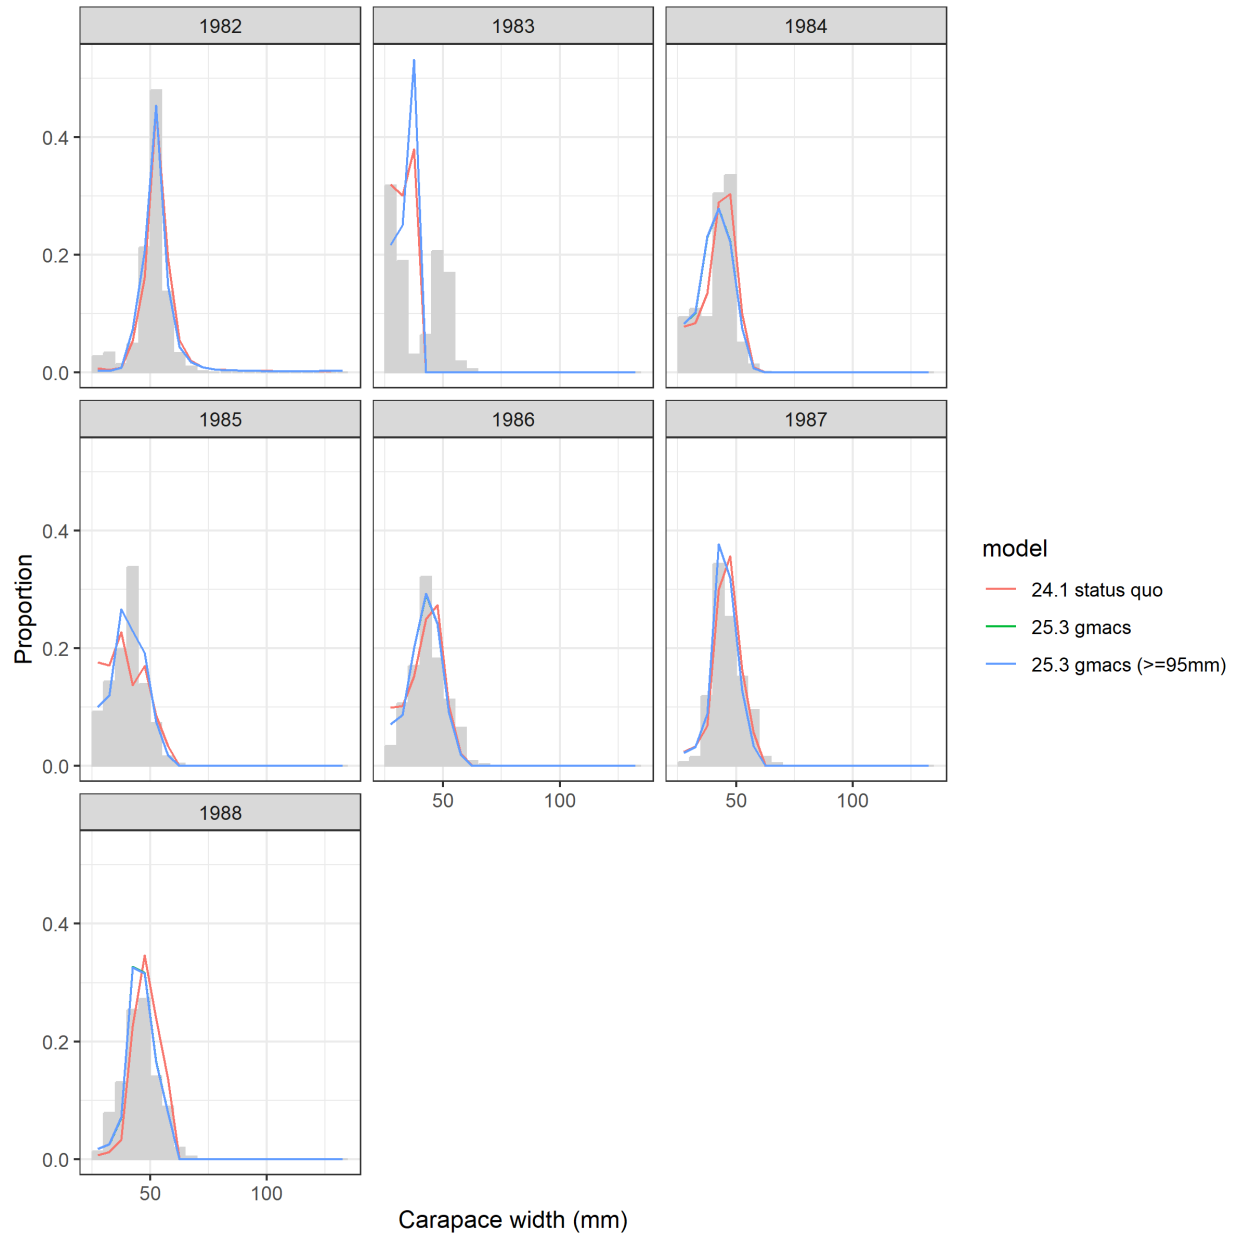 1982 1983 1984
0.4
0.2
0.0
1985 1986 1987
0.4
0.2
0.0
50 100 50 100
1988
0.4
0.2
0.0
50 100
Proportion
Carapace width (mm)
model
24.1 status quo
25.3 gmacs
25.3 gmacs (>=95mm)